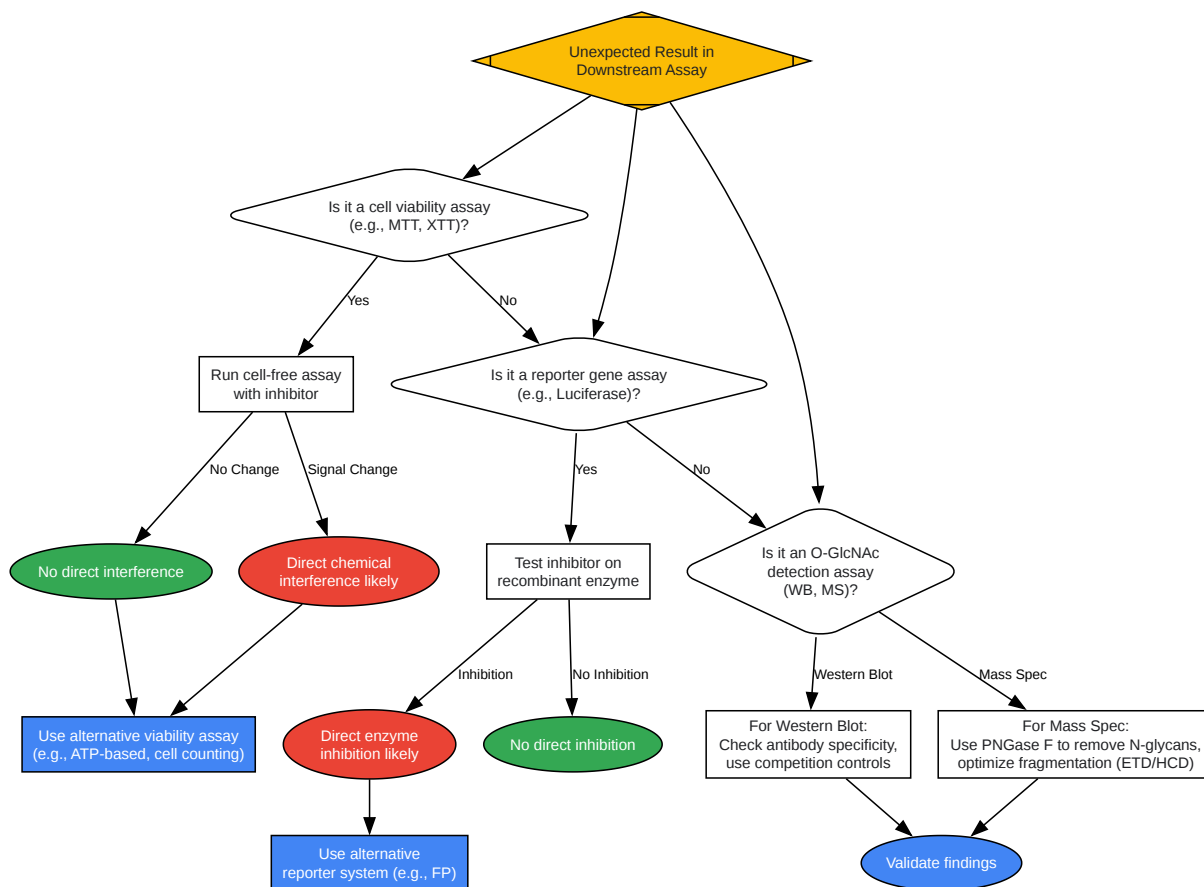 Unexpected Result in
Downstream Assay
Is it a cell viability assay
(e.g., MTT, XTT)?
Yes
No
Run cell-free assay
with inhibitor
Is it a reporter gene assay
(e.g., Luciferase)?
No Change
Signal Change
Yes
No
No direct interference
Direct chemical
interference likely
Test inhibitor on
recombinant enzyme
Is it an O-GlcNAc
detection assay
(WB, MS)?
Inhibition
No Inhibition
Western Blot
Mass Spec
Use alternative viability assay
(e.g., ATP-based, cell counting)
Direct enzyme
inhibition likely
No direct inhibition
For Western Blot:
Check antibody specificity,
use competition controls
For Mass Spec:
Use PNGase F to remove N-glycans,
optimize fragmentation (ETD/HCD)
Use alternative
reporter system (e.g., FP)
Validate findings